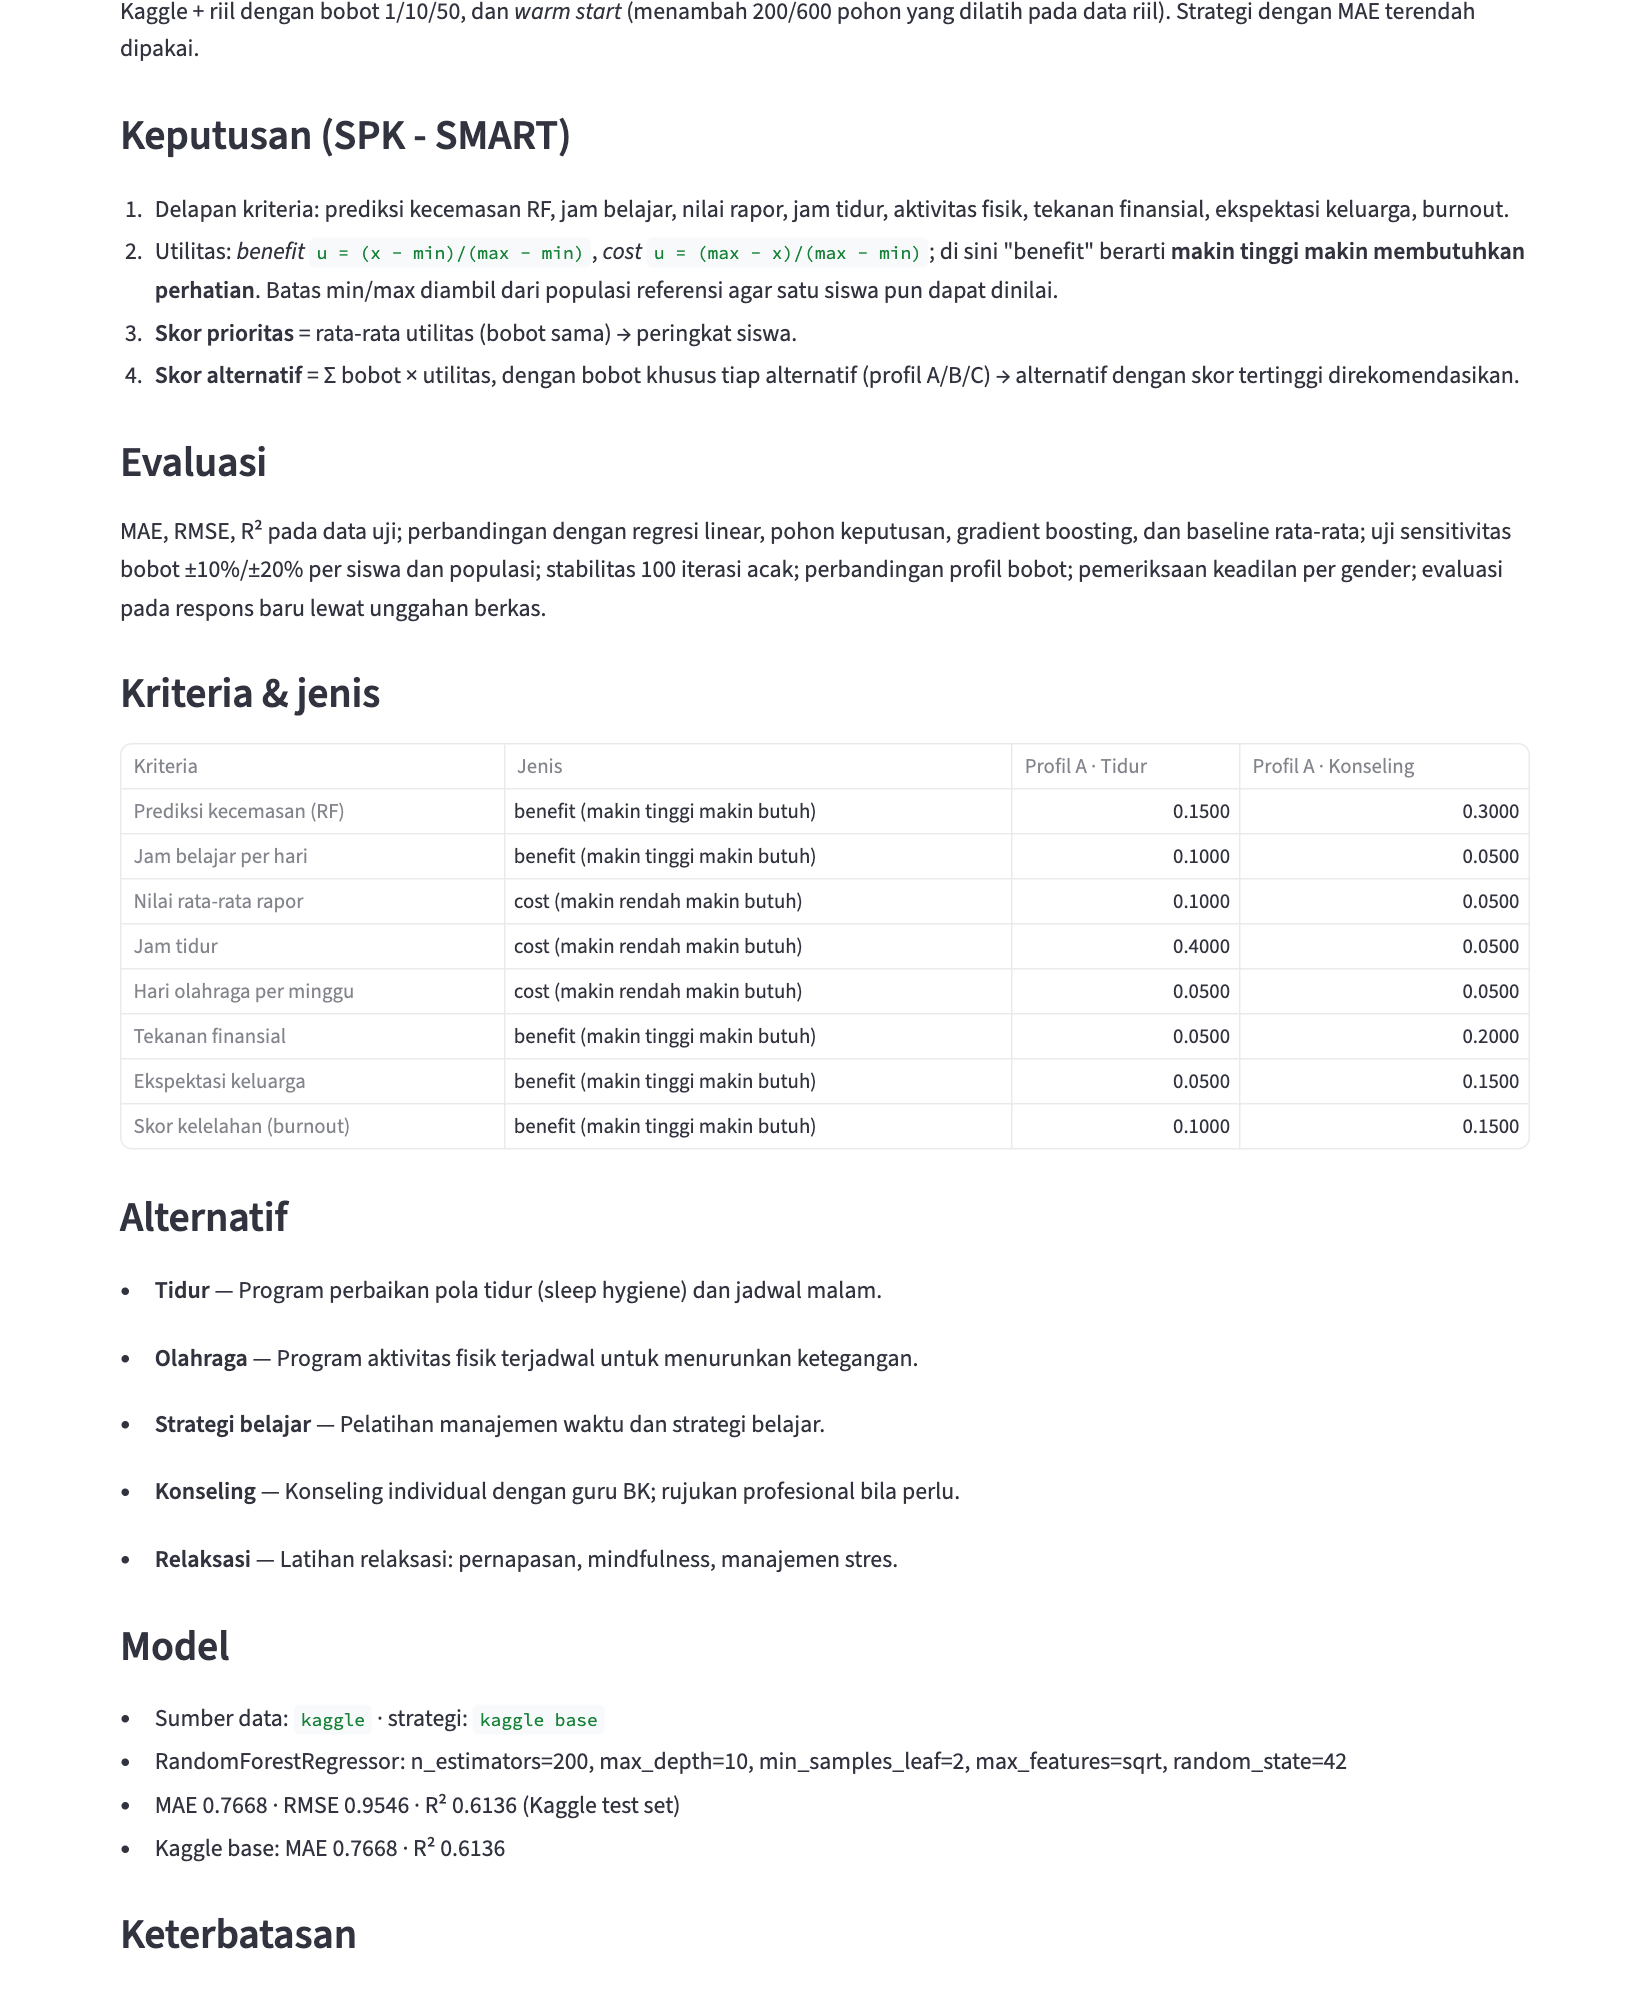 Kaggle + riil dengan bobot 1/10/50, dan warm start (menambah 200/600 pohon yang dilatih pada data riil). Strategi dengan MAE terendah
dipakai.
Keputusan (SPK - SMART)
1. Delapan kriteria: prediksi kecemasan RF, jam belajar, nilai rapor, jam tidur, aktivitas fisik, tekanan finansial, ekspektasi keluarga, burnout.
2. Utilitas: benefit u = (x − min)/(max − min) , cost u = (max − x)/(max − min) ; di sini "benefit" berarti makin tinggi makin membutuhkan
perhatian. Batas min/max diambil dari populasi referensi agar satu siswa pun dapat dinilai.
3. Skor prioritas = rata-rata utilitas (bobot sama) → peringkat siswa.
4. Skor alternatif = Σ bobot × utilitas, dengan bobot khusus tiap alternatif (profil A/B/C) → alternatif dengan skor tertinggi direkomendasikan.
Evaluasi
MAE, RMSE, R² pada data uji; perbandingan dengan regresi linear, pohon keputusan, gradient boosting, dan baseline rata-rata; uji sensitivitas
bobot ±10%/±20% per siswa dan populasi; stabilitas 100 iterasi acak; perbandingan profil bobot; pemeriksaan keadilan per gender; evaluasi
pada respons baru lewat unggahan berkas.
Kriteria & jenis
Kriteria Jenis Profil A · Tidur Profil A · Konseling
Prediksi kecemasan (RF) benefit (makin tinggi makin butuh) 0.1500 0.3000
Jam belajar per hari benefit (makin tinggi makin butuh) 0.1000 0.0500
Nilai rata-rata rapor cost (makin rendah makin butuh) 0.1000 0.0500
Jam tidur cost (makin rendah makin butuh) 0.4000 0.0500
Hari olahraga per minggu cost (makin rendah makin butuh) 0.0500 0.0500
Tekanan finansial benefit (makin tinggi makin butuh) 0.0500 0.2000
Ekspektasi keluarga benefit (makin tinggi makin butuh) 0.0500 0.1500
Skor kelelahan (burnout) benefit (makin tinggi makin butuh) 0.1000 0.1500
Alternatif
• Tidur — Program perbaikan pola tidur (sleep hygiene) dan jadwal malam.
• Olahraga — Program aktivitas fisik terjadwal untuk menurunkan ketegangan.
• Strategi belajar — Pelatihan manajemen waktu dan strategi belajar.
• Konseling — Konseling individual dengan guru BK; rujukan profesional bila perlu.
• Relaksasi — Latihan relaksasi: pernapasan, mindfulness, manajemen stres.
Model
• Sumber data: kaggle · strategi: kaggle base
• RandomForestRegressor: n_estimators=200, max_depth=10, min_samples_leaf=2, max_features=sqrt, random_state=42
• MAE 0.7668 · RMSE 0.9546 · R² 0.6136 (Kaggle test set)
• Kaggle base: MAE 0.7668 · R² 0.6136
Keterbatasan